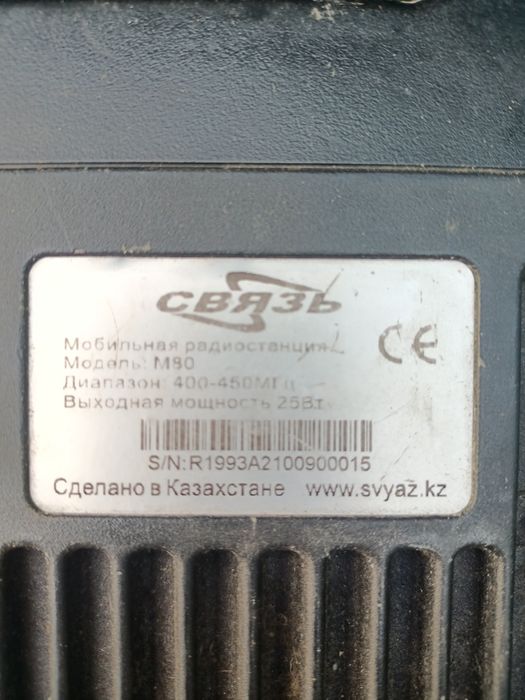 СВЯЗЬ
Мобильная радиостанция
CE
Модель: М80
Диапазон: 400-450МГц
Выходная мощность 25Вт
S/N:R1993A2100900015
Сделано в Казахстане www.svyaz.kz